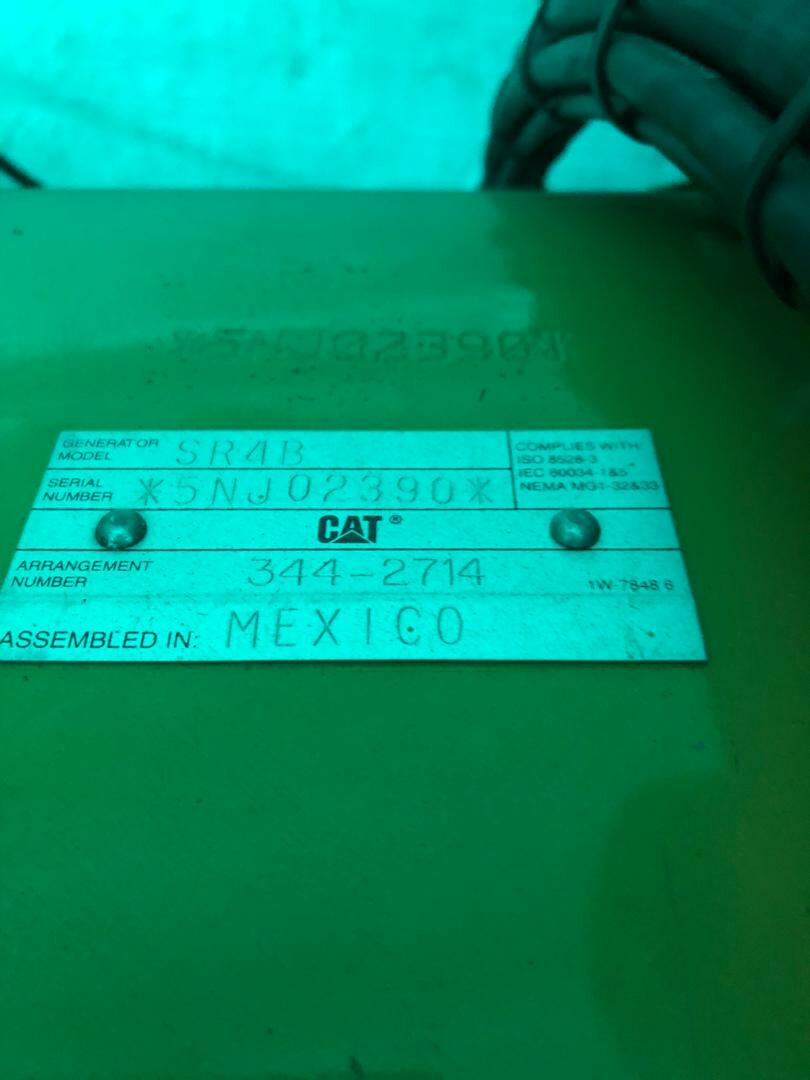 *5NJ02390*
GENERATOR MODEL SR4B
SERIAL NUMBER *5NJ02390*
COMPLIES WITH
ISO 8528-3
IEC 60034-1&5
NEMA MG1-32&33
CAT®
ARRANGEMENT NUMBER 344-2714
1W-7848 6
ASSEMBLED IN: MEXICO